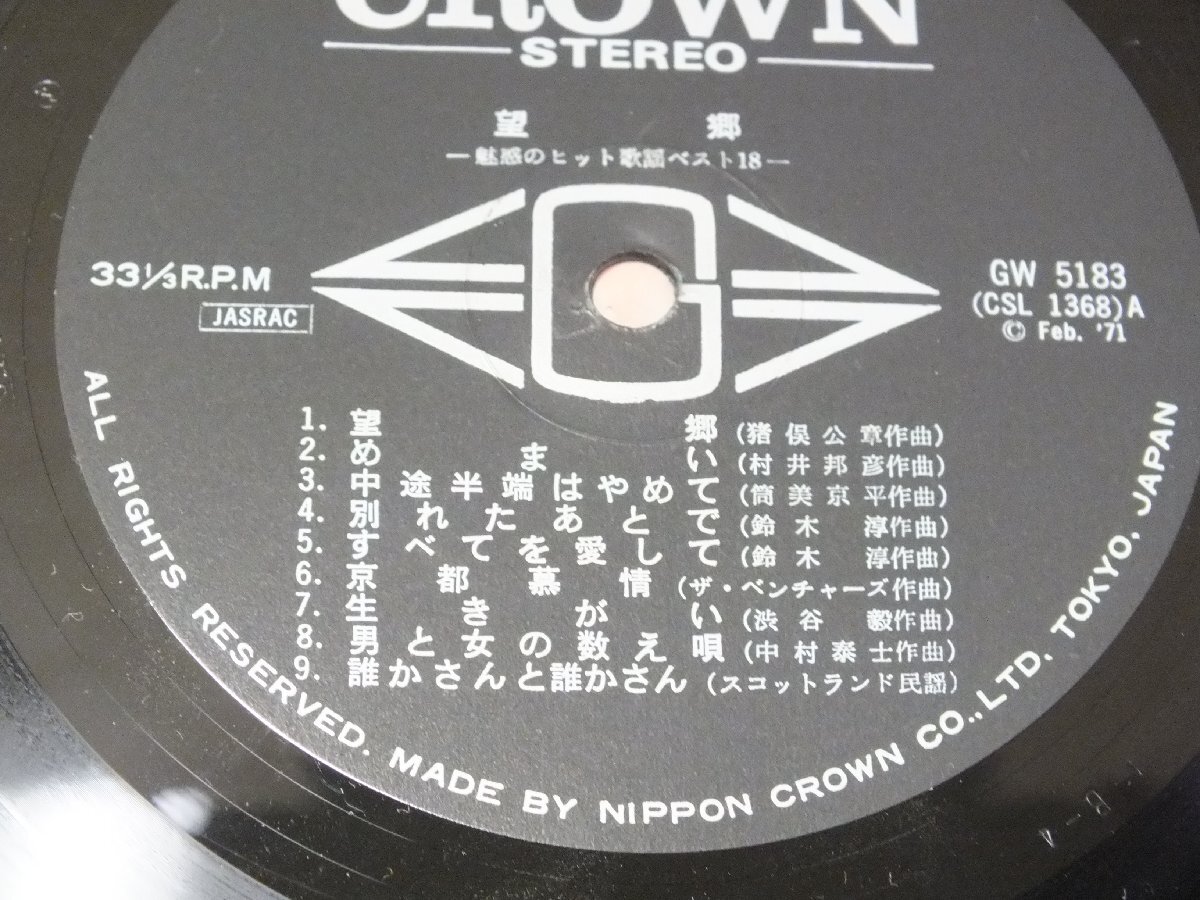 CROWN
STEREO
望郷
—魅惑のヒット歌謡ベスト18—
33 1/3 R.P.M
JASRAC
GW 5183
(CSL 1368)A
© Feb. '71
1. 望郷 (猪俣公章作曲)
2. めまい (村井邦彦作曲)
3. 中途半端はやめて (筒美京平作曲)
4. 別れたあとで (鈴木淳作曲)
5. すべてを愛して (鈴木淳作曲)
6. 京都慕情 (ザ・ベンチャーズ作曲)
7. 生きがい (渋谷毅作曲)
8. 男と女の数え唄 (中村泰士作曲)
9. 誰かさんと誰かさん (スコットランド民謡)
ALL RIGHTS RESERVED. MADE BY NIPPON CROWN CO., LTD. TOKYO, JAPAN